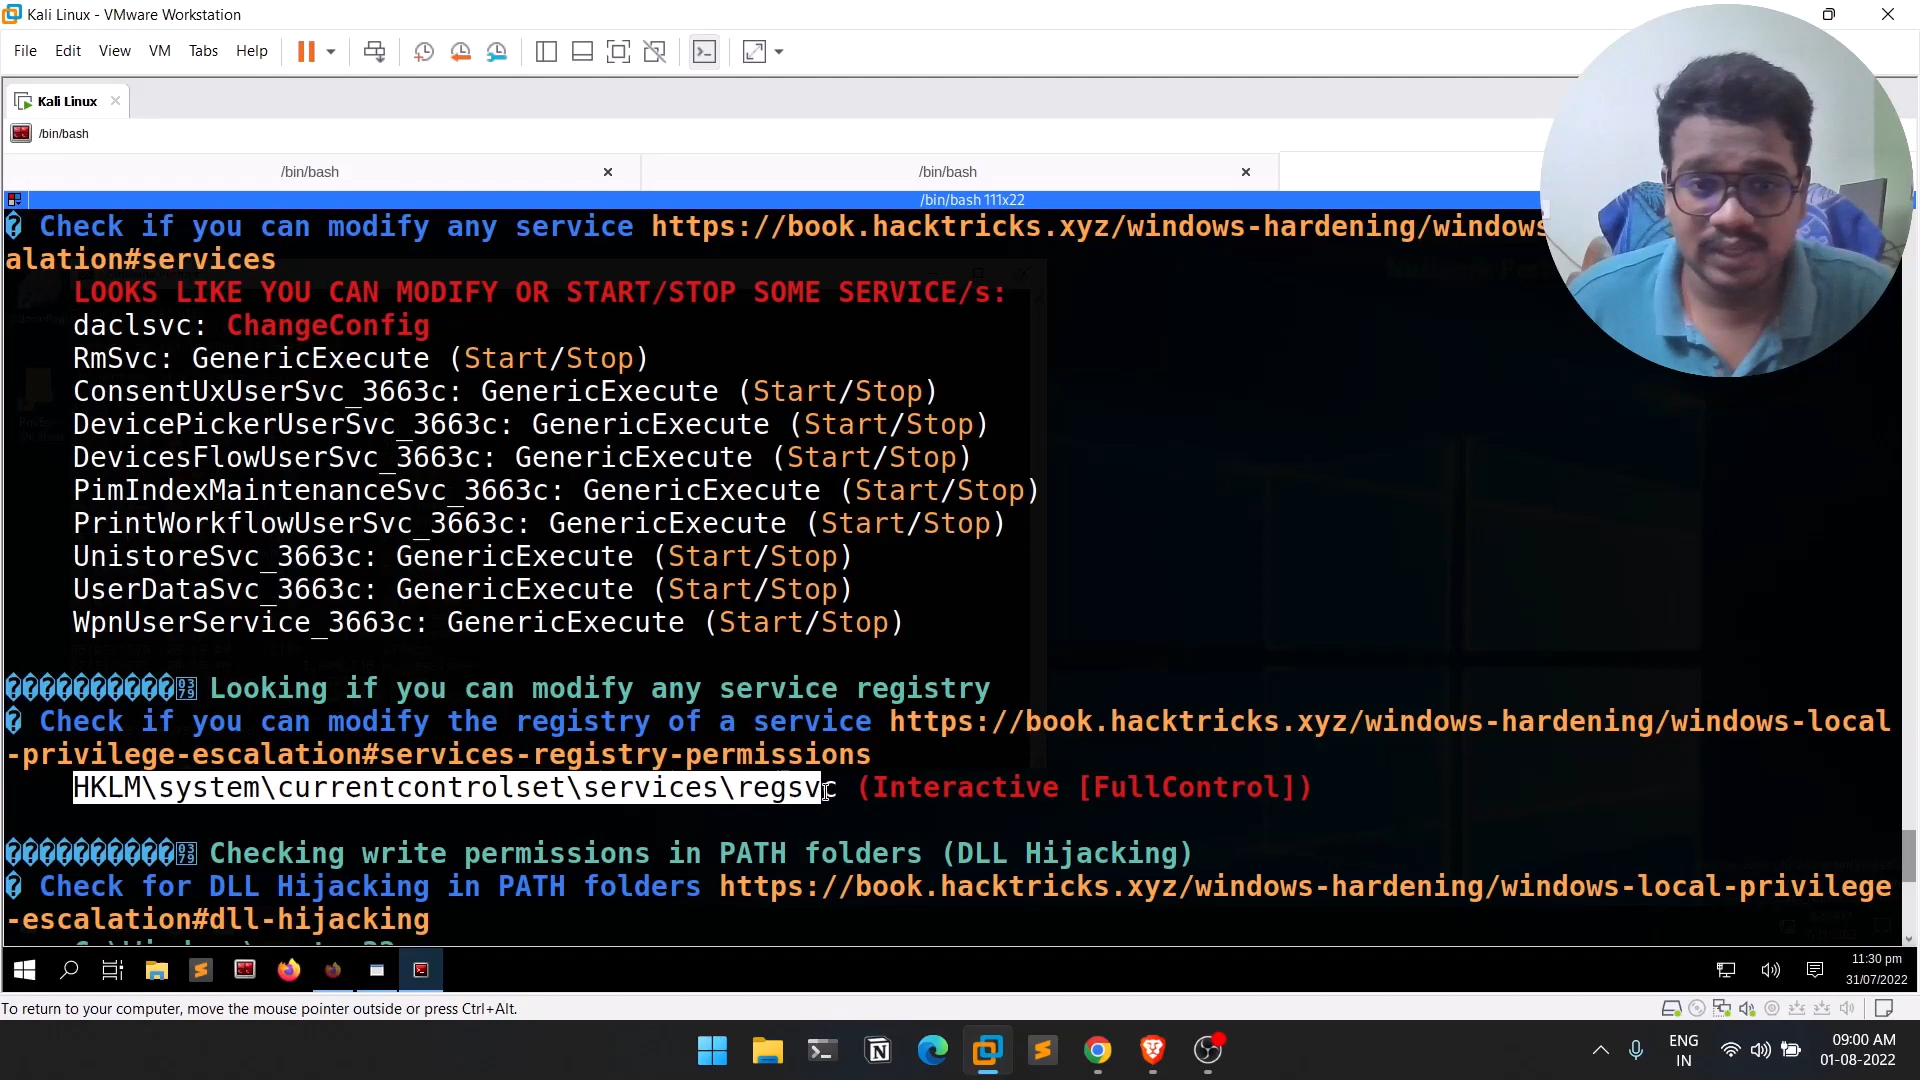 Kali Linux - VMware Workstation
File Edit View VM Tabs Help
Kali Linux
/bin/bash
/bin/bash /bin/bash
/bin/bash 111x22
Check if you can modify any service https://book.hacktricks.xyz/windows-hardening/windows
alation#services
LOOKS LIKE YOU CAN MODIFY OR START/STOP SOME SERVICE/s:
daclsvc: ChangeConfig
RmSvc: GenericExecute (Start/Stop)
ConsentUxUserSvc_3663c: GenericExecute (Start/Stop)
DevicePickerUserSvc_3663c: GenericExecute (Start/Stop)
DevicesFlowUserSvc_3663c: GenericExecute (Start/Stop)
PimIndexMaintenanceSvc_3663c: GenericExecute (Start/Stop)
PrintWorkflowUserSvc_3663c: GenericExecute (Start/Stop)
UnistoreSvc_3663c: GenericExecute (Start/Stop)
UserDataSvc_3663c: GenericExecute (Start/Stop)
WpnUserService_3663c: GenericExecute (Start/Stop)
������������ Looking if you can modify any service registry
� Check if you can modify the registry of a service https://book.hacktricks.xyz/windows-hardening/windows-local
-privilege-escalation#services-registry-permissions
HKLM\system\currentcontrolset\services\regsvc (Interactive [FullControl])
������������ Checking write permissions in PATH folders (DLL Hijacking)
� Check for DLL Hijacking in PATH folders https://book.hacktricks.xyz/windows-hardening/windows-local-privilege
-escalation#dll-hijacking
11:30 pm
31/07/2022
To return to your computer, move the mouse pointer outside or press Ctrl+Alt.
ENG
IN
09:00 AM
01-08-2022